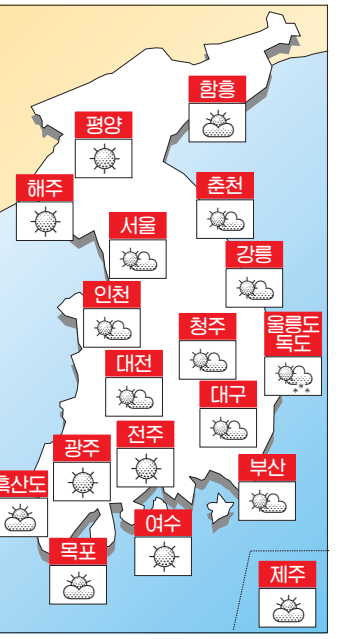 함흥
평양
춘천
해주
서울
강릉
인천
청주
울릉도
독도
대전
대구
전주
광주
부산
흑산도
여수
목포
제주